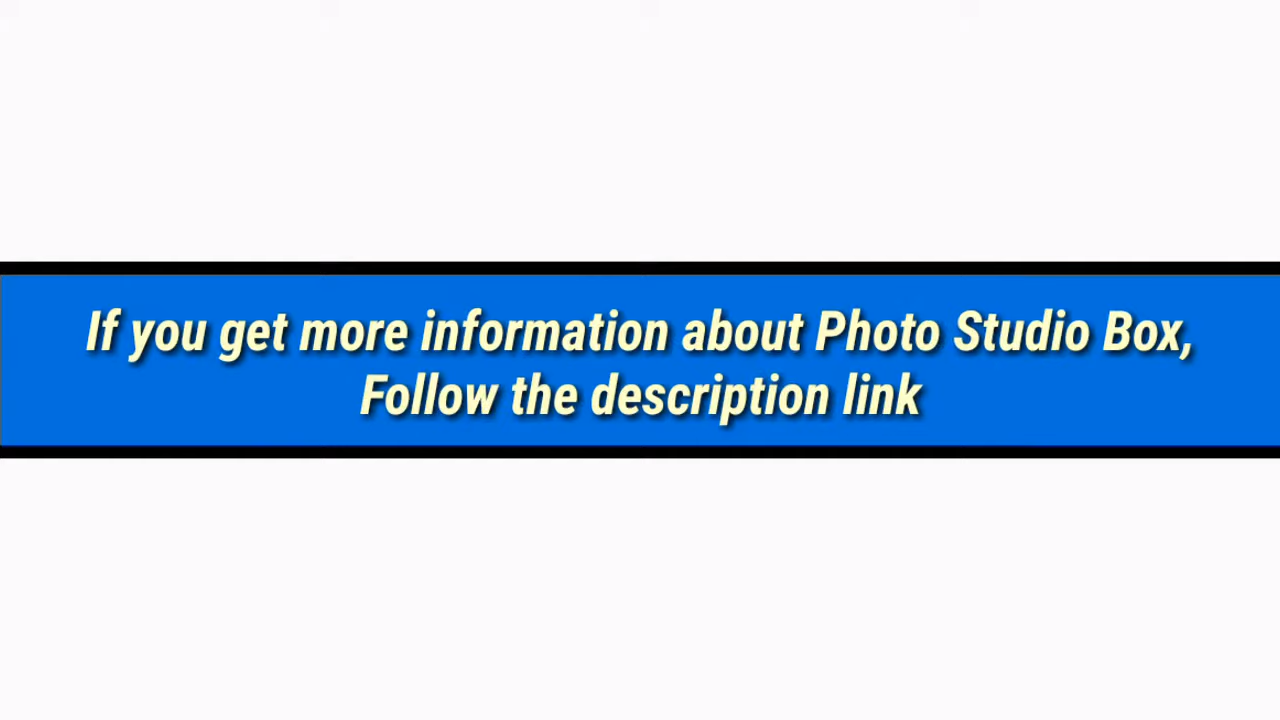 If you get more information about Photo Studio Box,
Follow the description link